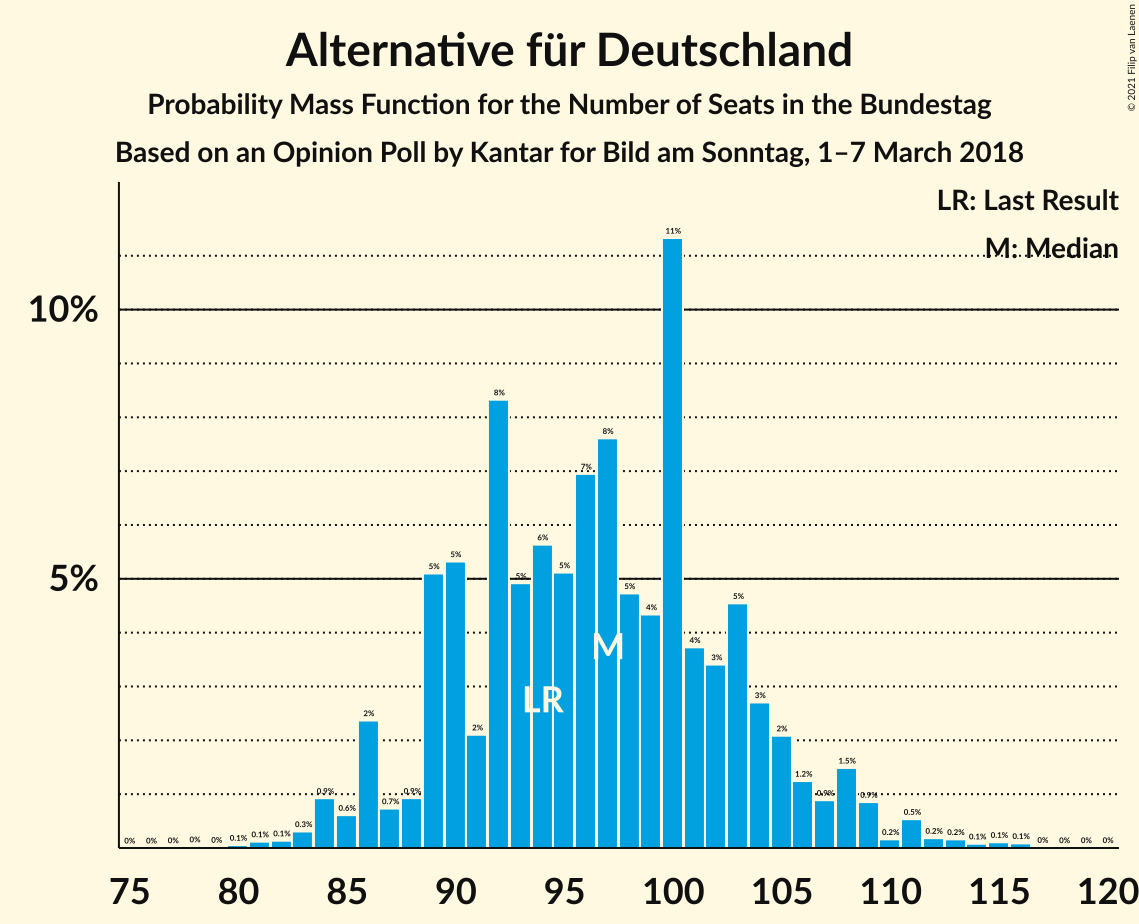 Alternative für Deutschland
Probability Mass Function for the Number of Seats in the Bundestag
Based on an Opinion Poll by Kantar for Bild am Sonntag, 1–7 March 2018
© 2021 Filip van Laenen
LR: Last Result
M: Median
10%
5%
0% 0% 0% 0% 0% 0.1% 0.1% 0.1% 0.3% 0.9% 0.6% 2% 0.7% 0.9% 5% 5% 2% 8% 5% 6% 5% 7% 8% 5% 4% 11% 4% 3% 5% 3% 2% 1.2% 0.9% 1.5% 0.9% 0.2% 0.5% 0.2% 0.2% 0.1% 0.1% 0.1% 0% 0% 0% 0%
M
LR
75 80 85 90 95 100 105 110 115 120